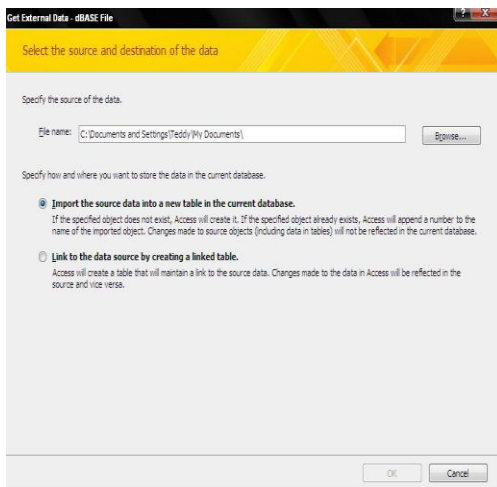 Get External Data - dBASE File
Select the source and destination of the data
Specify the source of the data.
File name: C:\Documents and Settings\Teddy\My Documents\ Browse...
Specify how and where you want to store the data in the current database.
Import the source data into a new table in the current database.
If the specified object does not exist, Access will create it. If the specified object already exists, Access will append a number to the
name of the imported object. Changes made to source objects (including data in tables) will not be reflected in the current database.
Link to the data source by creating a linked table.
Access will create a table that will maintain a link to the source data. Changes made to the data in Access will be reflected in the
source and vice versa.
OK Cancel